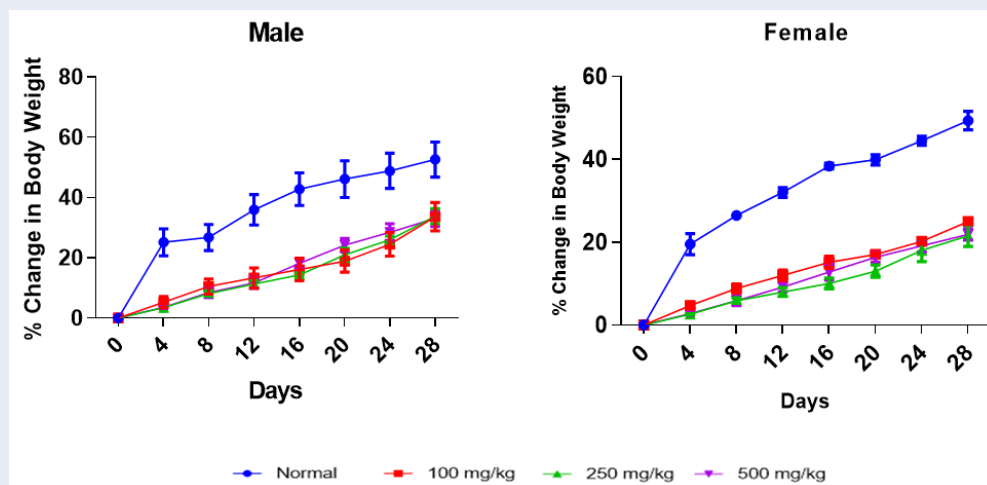 Male
% Change in Body Weight
80
60
40
20
0
0 4 8 12 16 20 24 28
Days
Female
% Change in Body Weight
60
40
20
0
0 4 8 12 16 20 24 28
Days
Normal 100 mg/kg 250 mg/kg 500 mg/kg